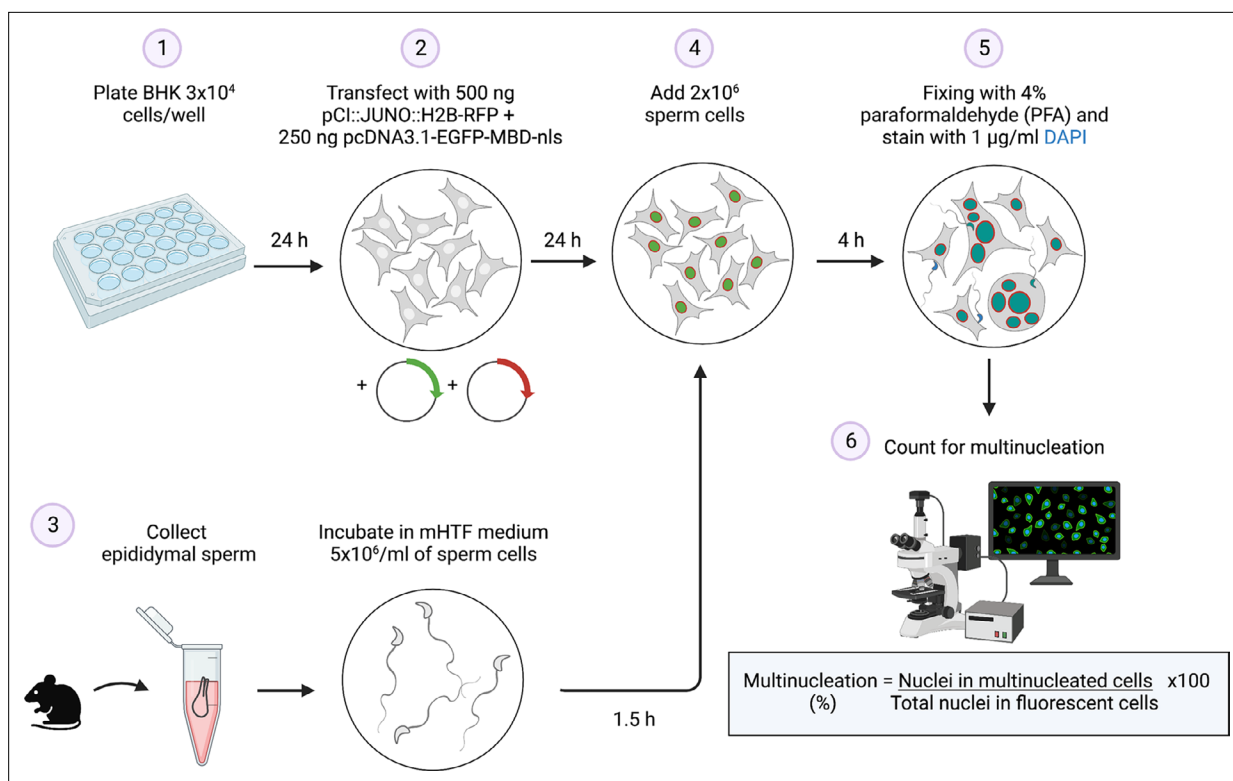 1
Plate BHK 3x10⁴
cells/well
24 h
2
Transfect with 500 ng
pCI::JUNO::H2B-RFP +
250 ng pcDNA3.1-EGFP-MBD-nls
+
+
24 h
4
Add 2x10⁶
sperm cells
4 h
5
Fixing with 4%
paraformaldehyde (PFA) and
stain with 1 µg/ml DAPI
3
Collect
epididymal sperm
Incubate in mHTF medium
5x10⁶/ml of sperm cells
1.5 h
6
Count for multinucleation
Multinucleation = Nuclei in multinucleated cells x100
(%) Total nuclei in fluorescent cells